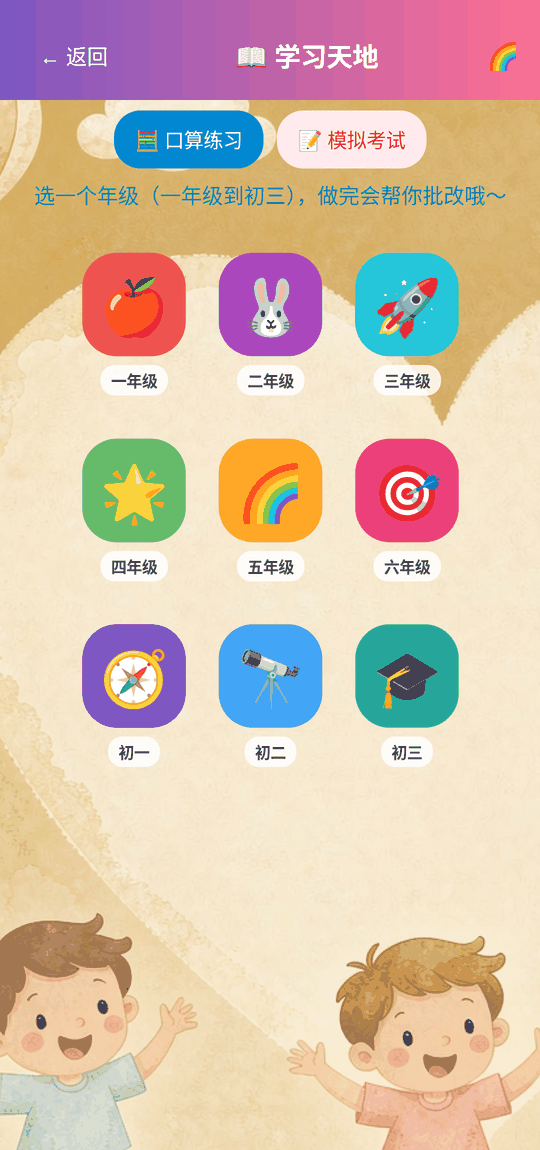 ← 返回
学习天地
口算练习
模拟考试
选一个年级（一年级到初三），做完会帮你批改哦～
一年级
二年级
三年级
四年级
五年级
六年级
初一
初二
初三